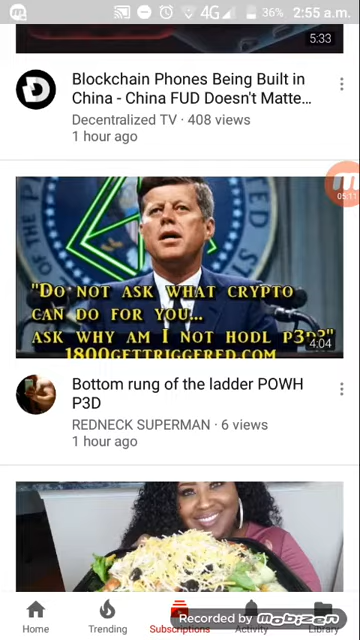 4G 36% 2:55 a.m.
5:33
Blockchain Phones Being Built in
China - China FUD Doesn't Matte...
Decentralized TV · 408 views
1 hour ago
05:11
"Do not ask what crypto
can do for you...
ask why am I not hodl P3D?"
1800gettriggered.com
4:04
Bottom rung of the ladder POWH
P3D
REDNECK SUPERMAN · 6 views
1 hour ago
Home
Trending
Subscriptions
Activity
Library
Recorded by Mobizen